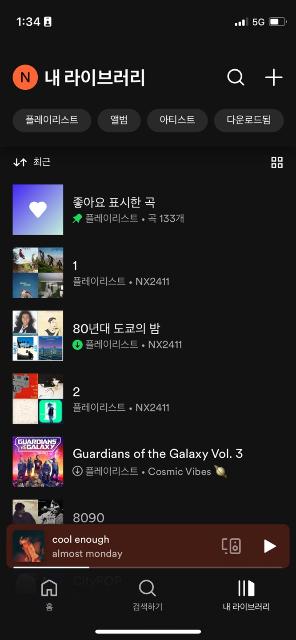 1:34
5G
N 내 라이브러리
플레이리스트 앨범 아티스트 다운로드됨
최근
좋아요 표시한 곡
플레이리스트 • 곡 133개
1
플레이리스트 • NX2411
80년대 도쿄의 밤
플레이리스트 • NX2411
2
플레이리스트 • NX2411
GUARDIANS
GALAXY
Guardians of the Galaxy Vol. 3
플레이리스트 • Cosmic Vibes 🪐
8090
cool enough
almost monday
CityPOP
홈 검색하기 내 라이브러리